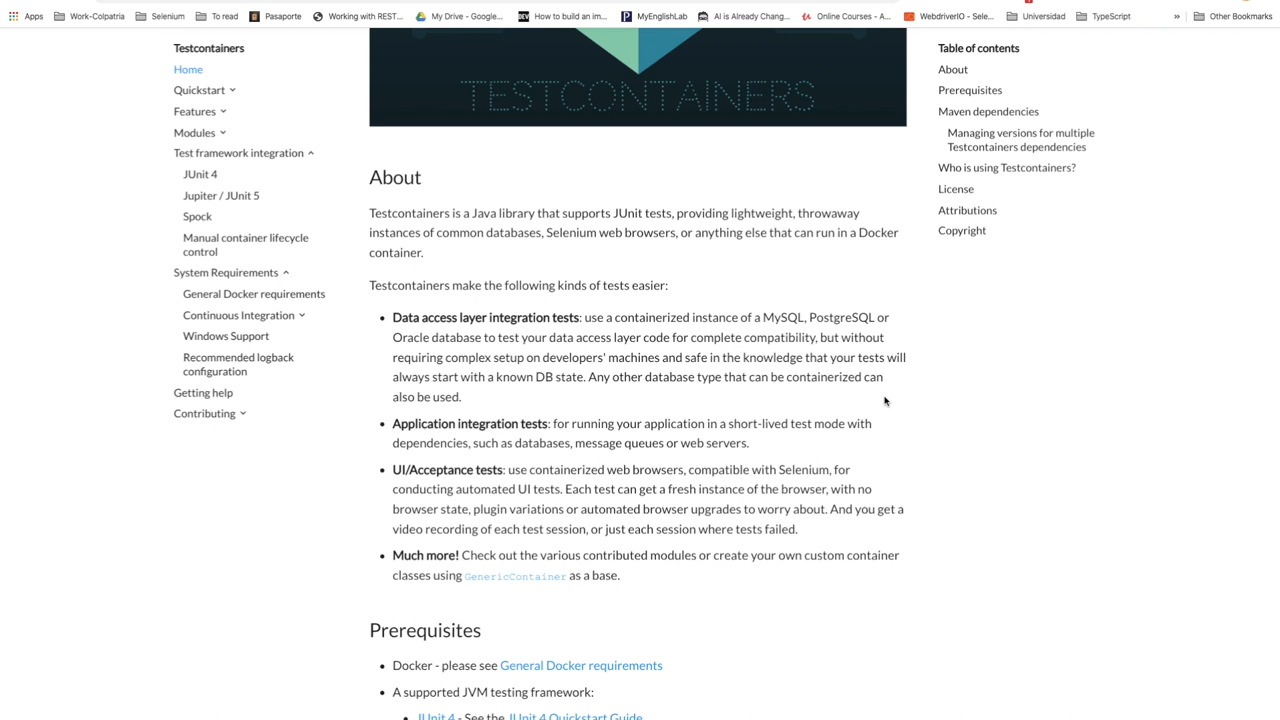 Apps
Work-Colpatria
Selenium
To read
Pasaporte
Working with REST...
My Drive – Google...
How to build an im...
MyEnglishLab
AI is Already Chang...
Online Courses - A...
WebdriverIO - Sele...
Universidad
TypeScript
»
Other Bookmarks
Testcontainers
Home
Quickstart
Features
Modules
Test framework integration
JUnit 4
Jupiter / JUnit 5
Spock
Manual container lifecycle
control
System Requirements
General Docker requirements
Continuous Integration
Windows Support
Recommended logback
configuration
Getting help
Contributing
TESTCONTAINERS
About
Testcontainers is a Java library that supports JUnit tests, providing lightweight, throwaway
instances of common databases, Selenium web browsers, or anything else that can run in a Docker
container.
Testcontainers make the following kinds of tests easier:
• Data access layer integration tests: use a containerized instance of a MySQL, PostgreSQL or
Oracle database to test your data access layer code for complete compatibility, but without
requiring complex setup on developers' machines and safe in the knowledge that your tests will
always start with a known DB state. Any other database type that can be containerized can
also be used.
• Application integration tests: for running your application in a short-lived test mode with
dependencies, such as databases, message queues or web servers.
• UI/Acceptance tests: use containerized web browsers, compatible with Selenium, for
conducting automated UI tests. Each test can get a fresh instance of the browser, with no
browser state, plugin variations or automated browser upgrades to worry about. And you get a
video recording of each test session, or just each session where tests failed.
• Much more! Check out the various contributed modules or create your own custom container
classes using GenericContainer as a base.
Prerequisites
• Docker - please see General Docker requirements
• A supported JVM testing framework:
• JUnit 4 - See the JUnit 4 Quickstart Guide
Table of contents
About
Prerequisites
Maven dependencies
Managing versions for multiple
Testcontainers dependencies
Who is using Testcontainers?
License
Attributions
Copyright